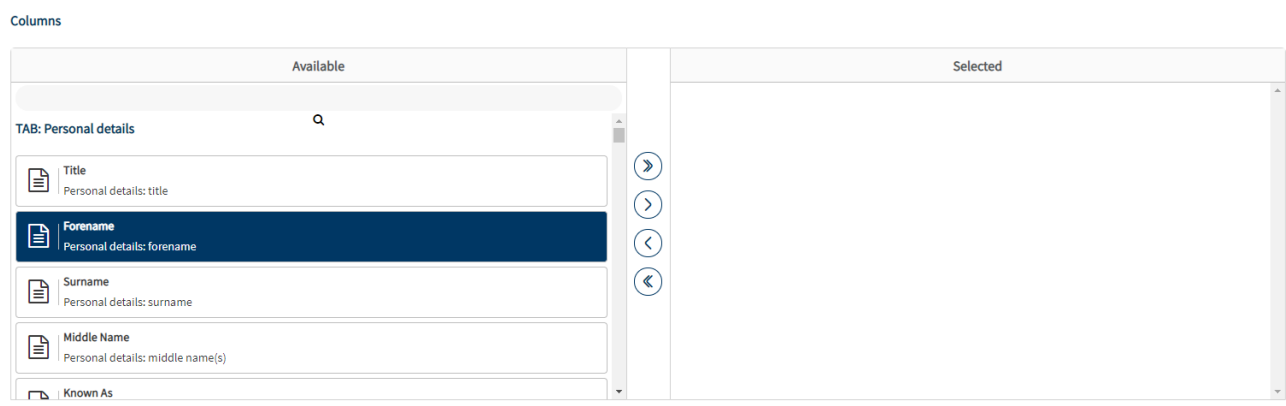 Columns
Available
Selected
TAB: Personal details
Title
Personal details: title
Forename
Personal details: forename
Surname
Personal details: surname
Middle Name
Personal details: middle name(s)
Known As